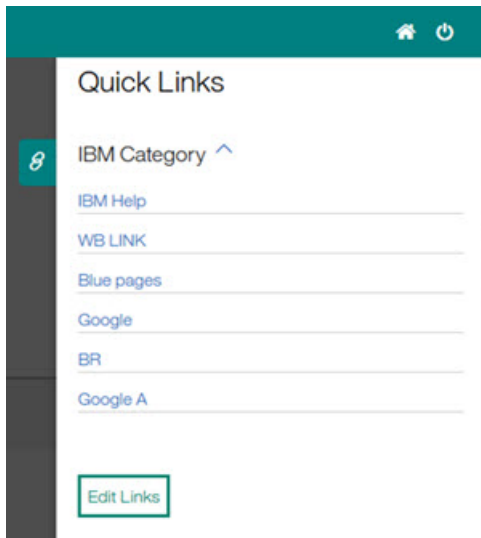 Quick Links
IBM Category
IBM Help
WB LINK
Blue pages
Google
BR
Google A
Edit Links